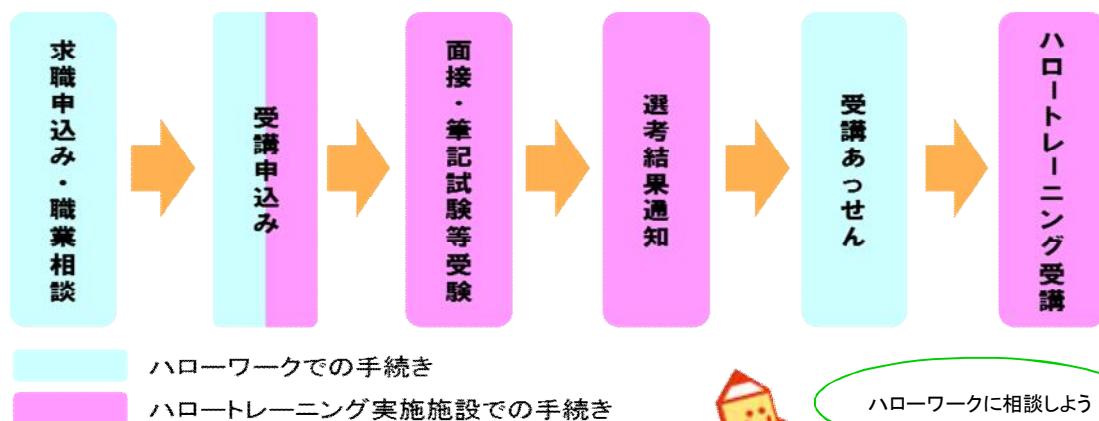 求職申込み・職業相談
受講申込み
面接・筆記試験等受験
選考結果通知
受講あっせん
ハロートレーニング受講
ハローワークでの手続き
ハロートレーニング実施施設での手続き
ハローワークに相談しよう